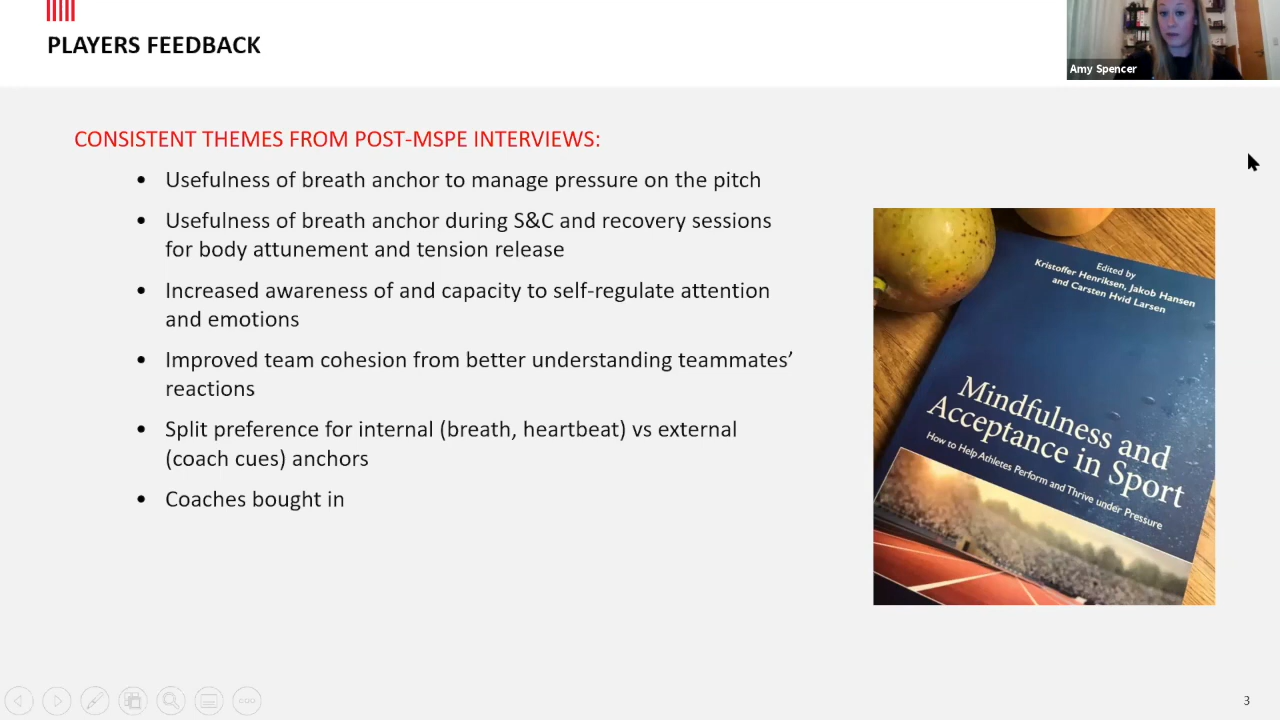 PLAYERS FEEDBACK
Amy Spencer
CONSISTENT THEMES FROM POST-MSPE INTERVIEWS:
• Usefulness of breath anchor to manage pressure on the pitch
• Usefulness of breath anchor during S&C and recovery sessions
for body attunement and tension release
• Increased awareness of and capacity to self-regulate attention
and emotions
• Improved team cohesion from better understanding teammates’
reactions
• Split preference for internal (breath, heartbeat) vs external
(coach cues) anchors
• Coaches bought in
Edited by
Kristoffer Henriksen, Jakob Hansen
and Carsten Hvid Larsen
Mindfulness and
Acceptance in Sport
How to Help Athletes Perform and Thrive under Pressure
3